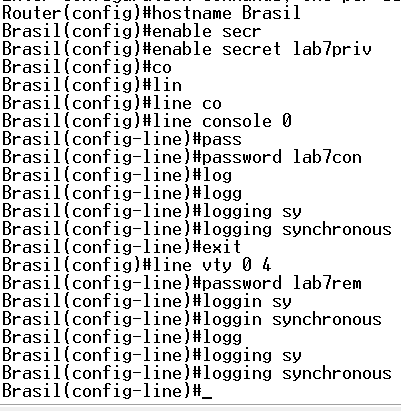 Router(config)#hostname Brasil
Brasil(config)#enable secr
Brasil(config)#enable secret lab7priv
Brasil(config)#co
Brasil(config)#lin
Brasil(config)#line co
Brasil(config)#line console 0
Brasil(config-line)#pass
Brasil(config-line)#password lab7con
Brasil(config-line)#log
Brasil(config-line)#logg
Brasil(config-line)#logging sy
Brasil(config-line)#logging synchronous
Brasil(config-line)#exit
Brasil(config)#line vty 0 4
Brasil(config-line)#password lab7rem
Brasil(config-line)#loggin sy
Brasil(config-line)#loggin synchronous
Brasil(config-line)#logg
Brasil(config-line)#logging sy
Brasil(config-line)#logging synchronous
Brasil(config-line)#_